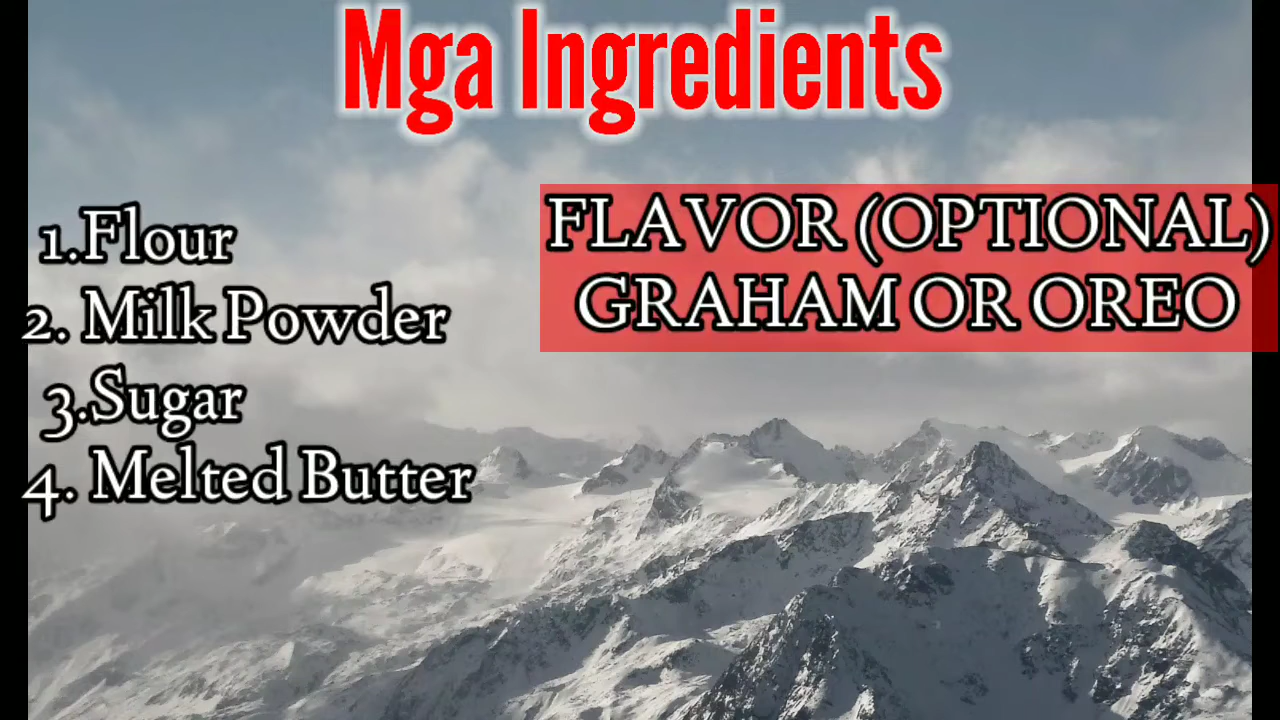 Mga Ingredients
1.Flour
2. Milk Powder
3.Sugar
4. Melted Butter
FLAVOR (OPTIONAL)
GRAHAM OR OREO